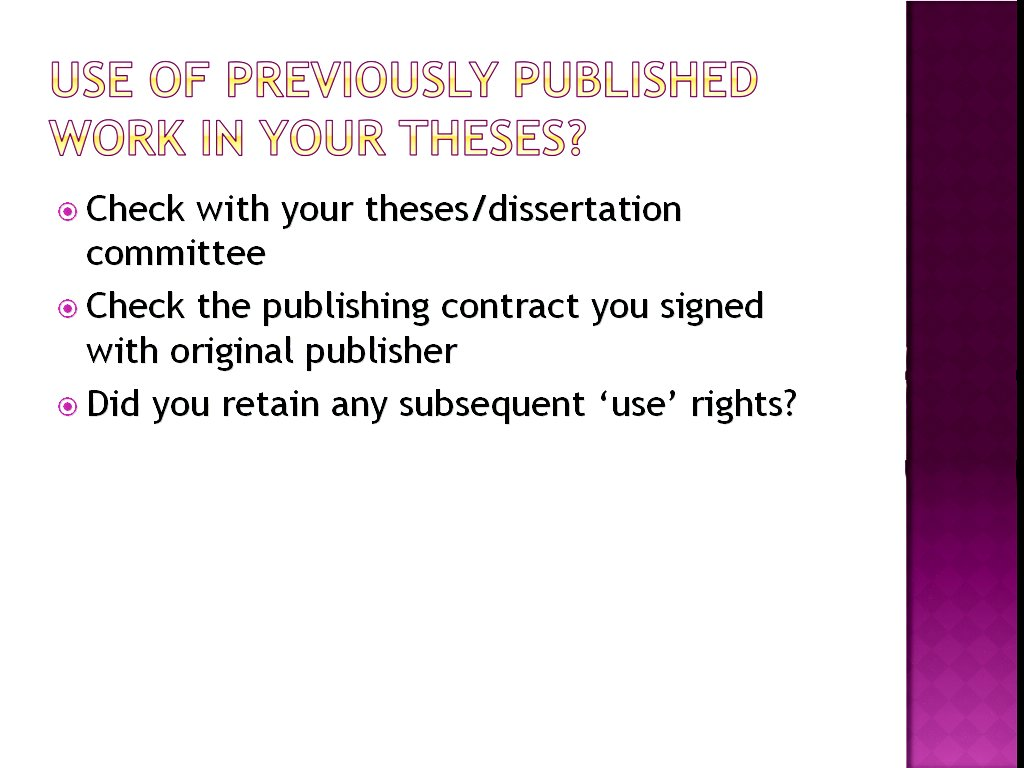 USE OF PREVIOUSLY PUBLISHED
WORK IN YOUR THESES?
Check with your theses/dissertation
committee
Check the publishing contract you signed
with original publisher
Did you retain any subsequent ‘use’ rights?